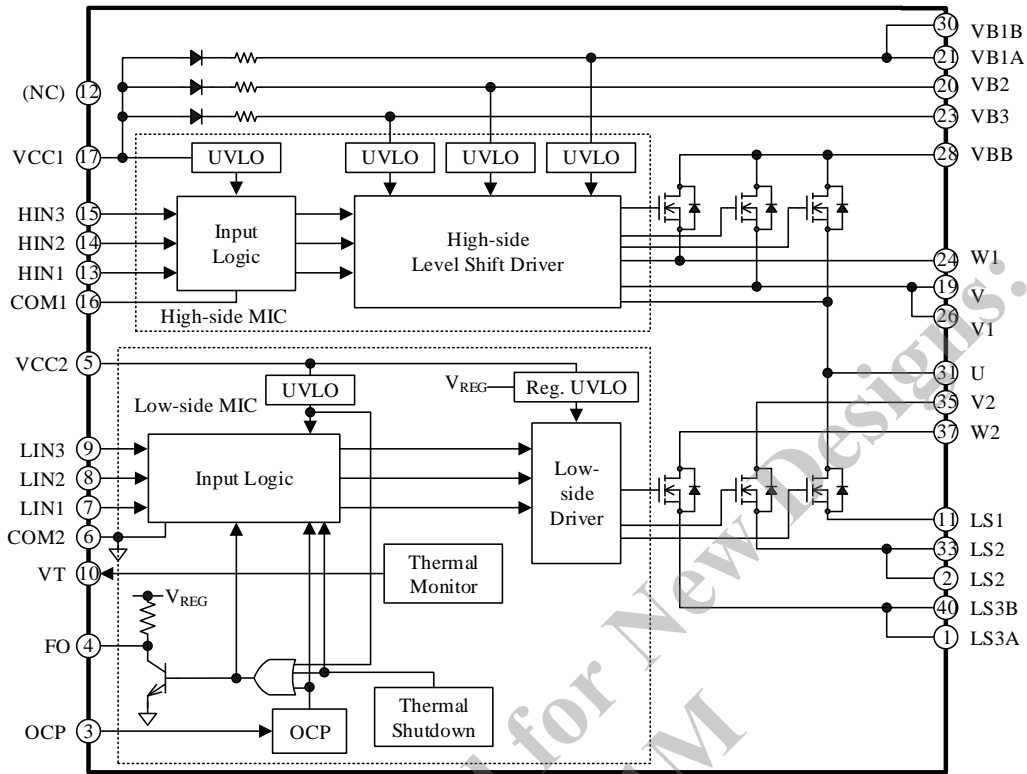 30 VB1B
21 VB1A
(NC) 12
20 VB2
23 VB3
VCC1 17
UVLO
UVLO
UVLO
UVLO
28 VBB
HIN3 15
HIN2 14
HIN1 13
COM1 16
Input
Logic
High-side
Level Shift Driver
High-side MIC
24 W1
19 V
26 V1
VCC2 5
UVLO
VREG
Reg. UVLO
Low-side MIC
31 U
35 V2
37 W2
LIN3 9
LIN2 8
LIN1 7
COM2 6
Input Logic
Low-
side
Driver
11 LS1
33 LS2
2 LS2
40 LS3B
1 LS3A
VT 10
Thermal
Monitor
VREG
FO 4
Thermal
Shutdown
OCP 3
OCP
for New Designs: